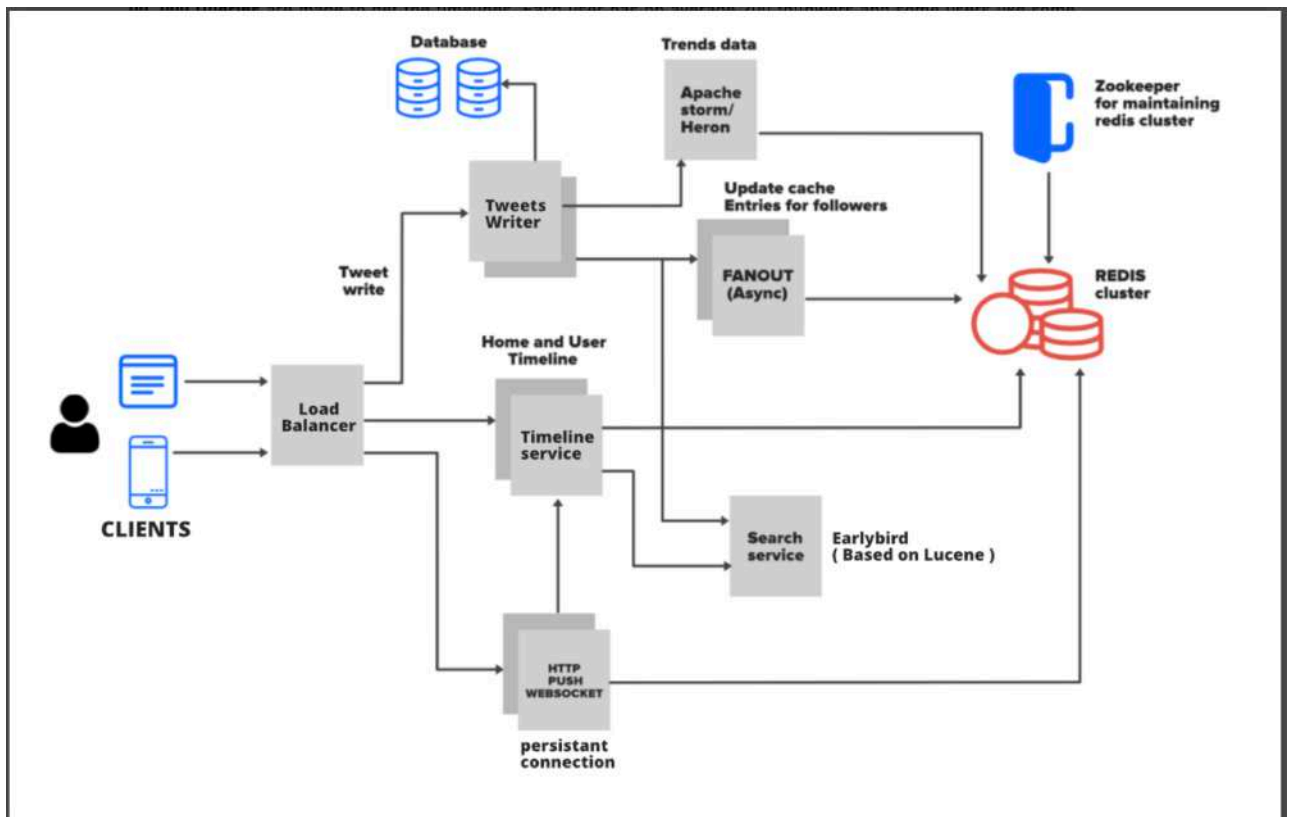 Database
Trends data
Apache
storm/
Heron
Zookeeper
for maintaining
redis cluster
Tweets
Writer
Update cache
Entries for followers
Tweet
write
FANOUT
(Async)
REDIS
cluster
Home and User
Timeline
Load
Balancer
Timeline
service
CLIENTS
Search
service
Earlybird
( Based on Lucene )
HTTP
PUSH
WEBSOCKET
persistant
connection